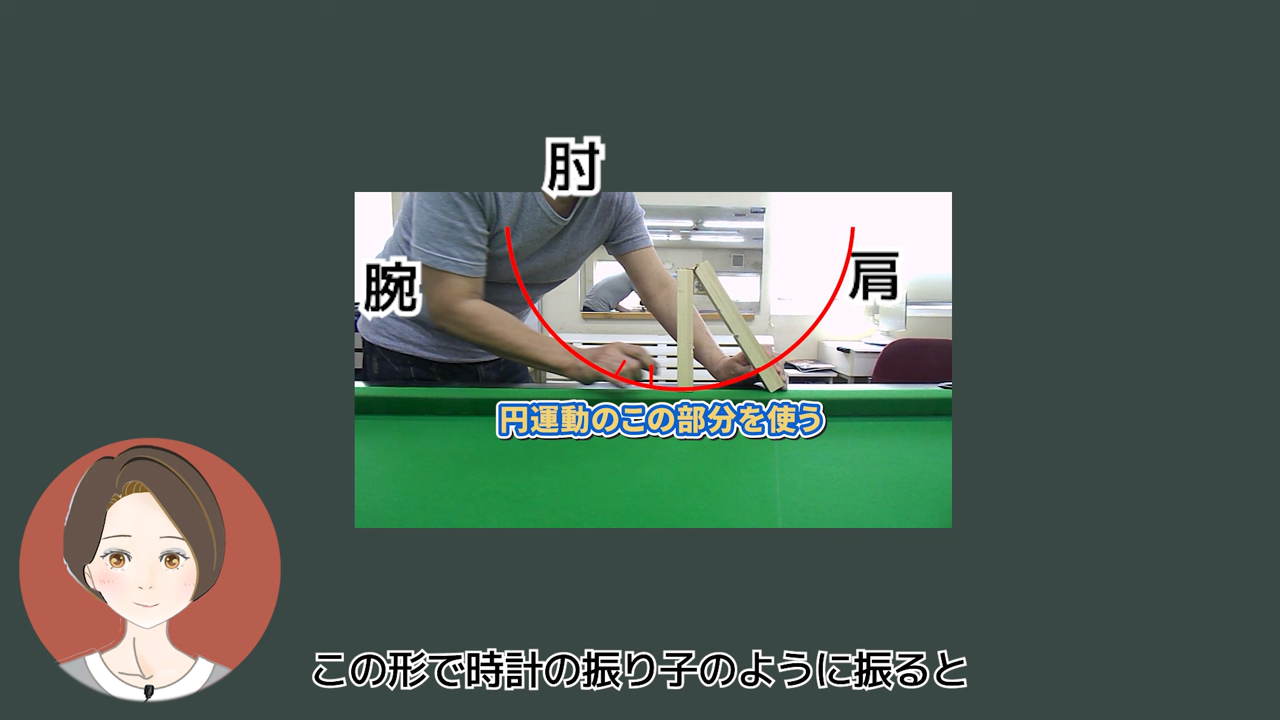 肘
腕
肩
円運動のこの部分を使う
この形で時計の振り子のように振ると